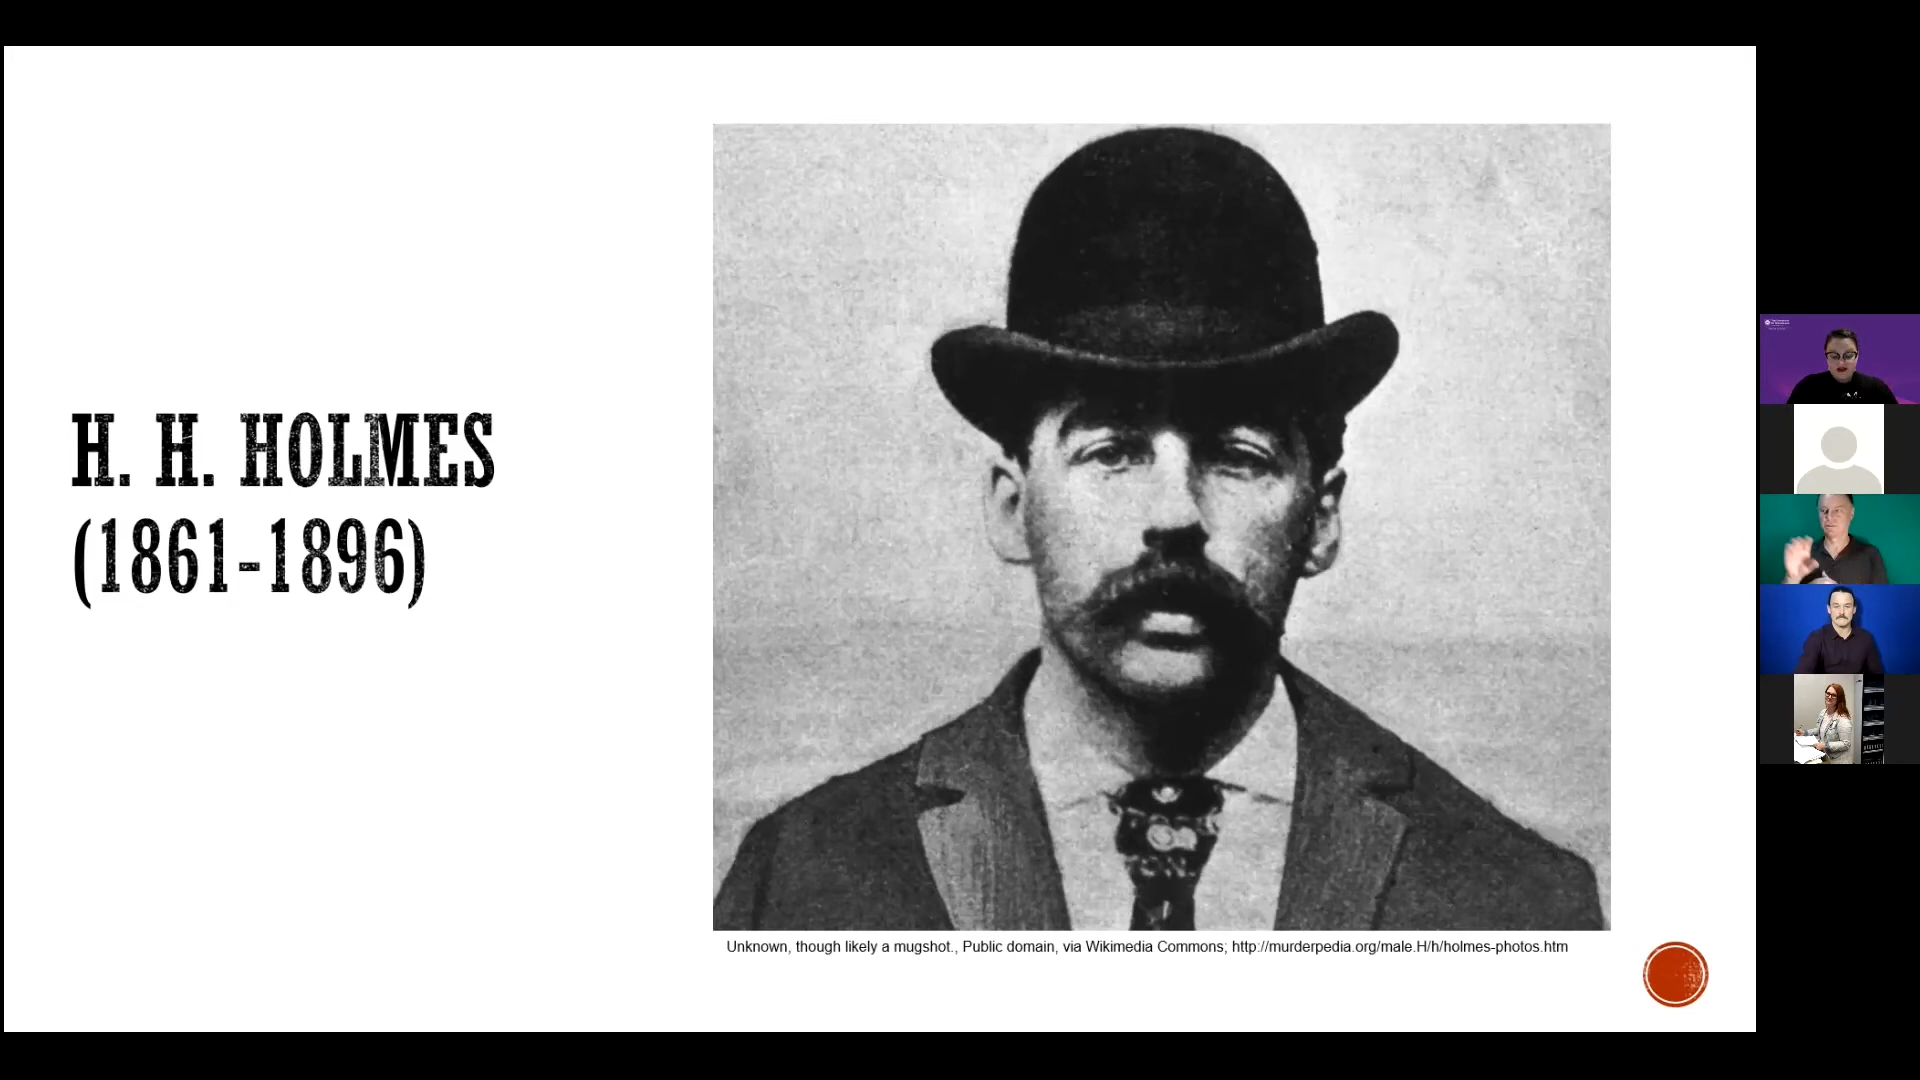 H. H. HOLMES
(1861-1896)
Unknown, though likely a mugshot., Public domain, via Wikimedia Commons; http://murderpedia.org/male.H/h/holmes-photos.htm